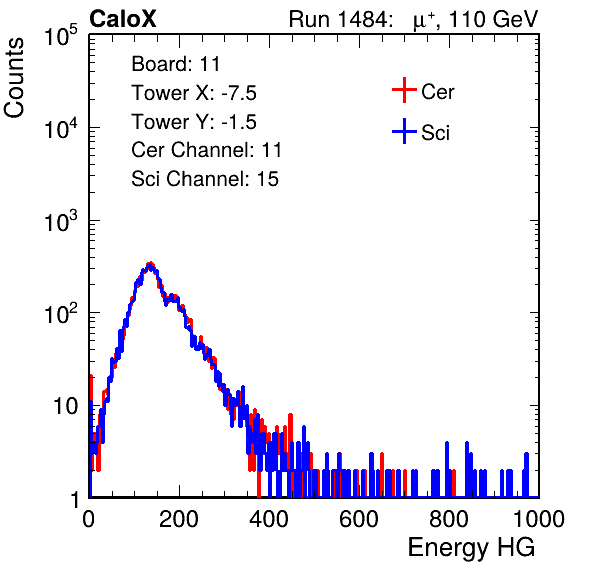 CaloX
Run 1484: μ⁺, 110 GeV
Counts
10⁵
10⁴
10³
10²
10
1
Board: 11
Tower X: -7.5
Tower Y: -1.5
Cer Channel: 11
Sci Channel: 15
Cer
Sci
0 200 400 600 800 1000
Energy HG